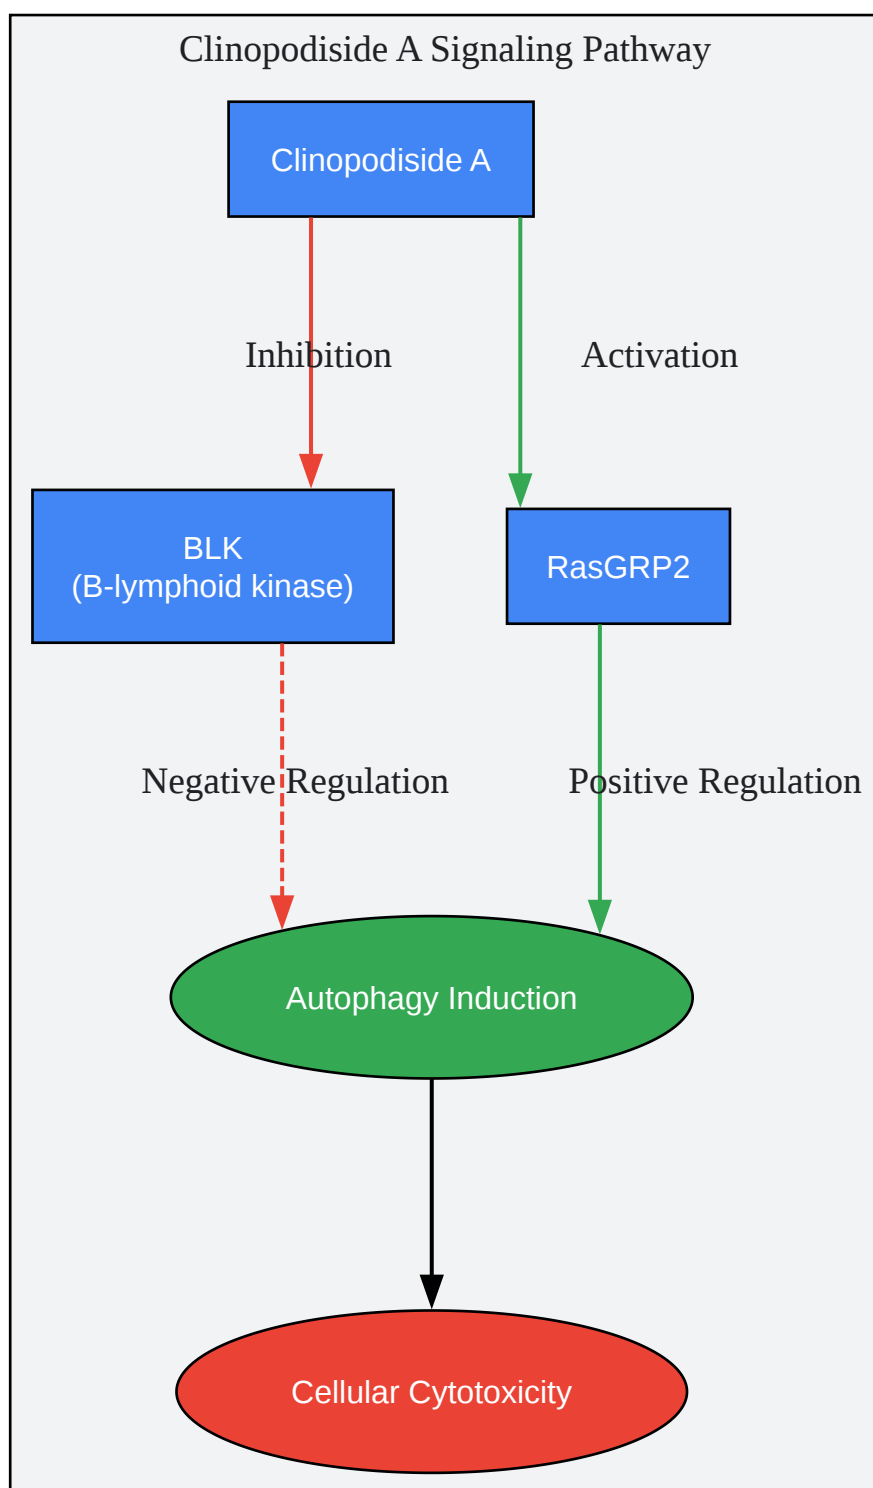 Clinopodiside A Signaling Pathway
Clinopodiside A
Inhibition
Activation
BLK
(B-lymphoid kinase)
RasGRP2
Negative Regulation
Positive Regulation
Autophagy Induction
Cellular Cytotoxicity